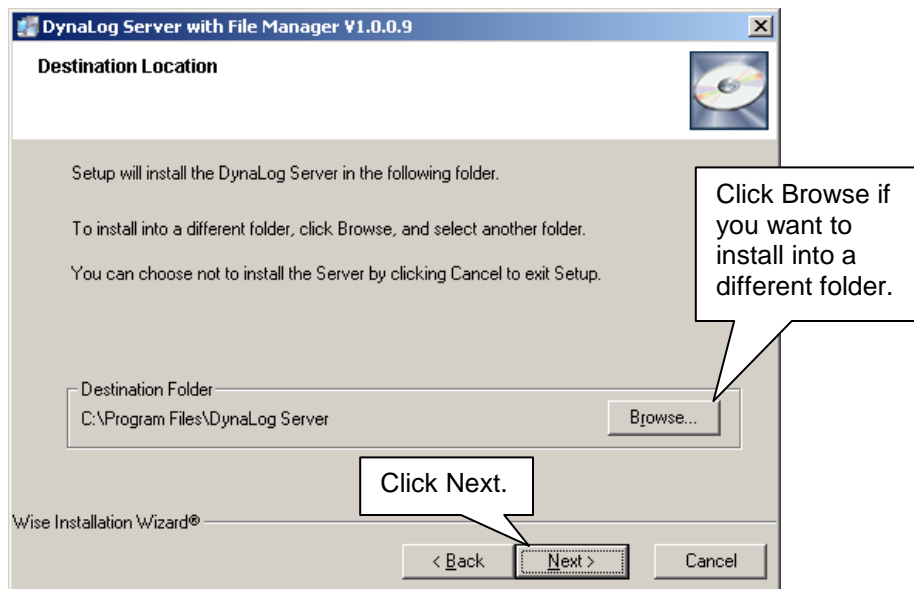 DynaLog Server with File Manager V1.0.0.9
Destination Location
Setup will install the DynaLog Server in the following folder.
To install into a different folder, click Browse, and select another folder.
You can choose not to install the Server by clicking Cancel to exit Setup.
Click Browse if
you want to
install into a
different folder.
Destination Folder
C:\Program Files\DynaLog Server
Browse...
Click Next.
Wise Installation Wizard®
< Back
Next >
Cancel